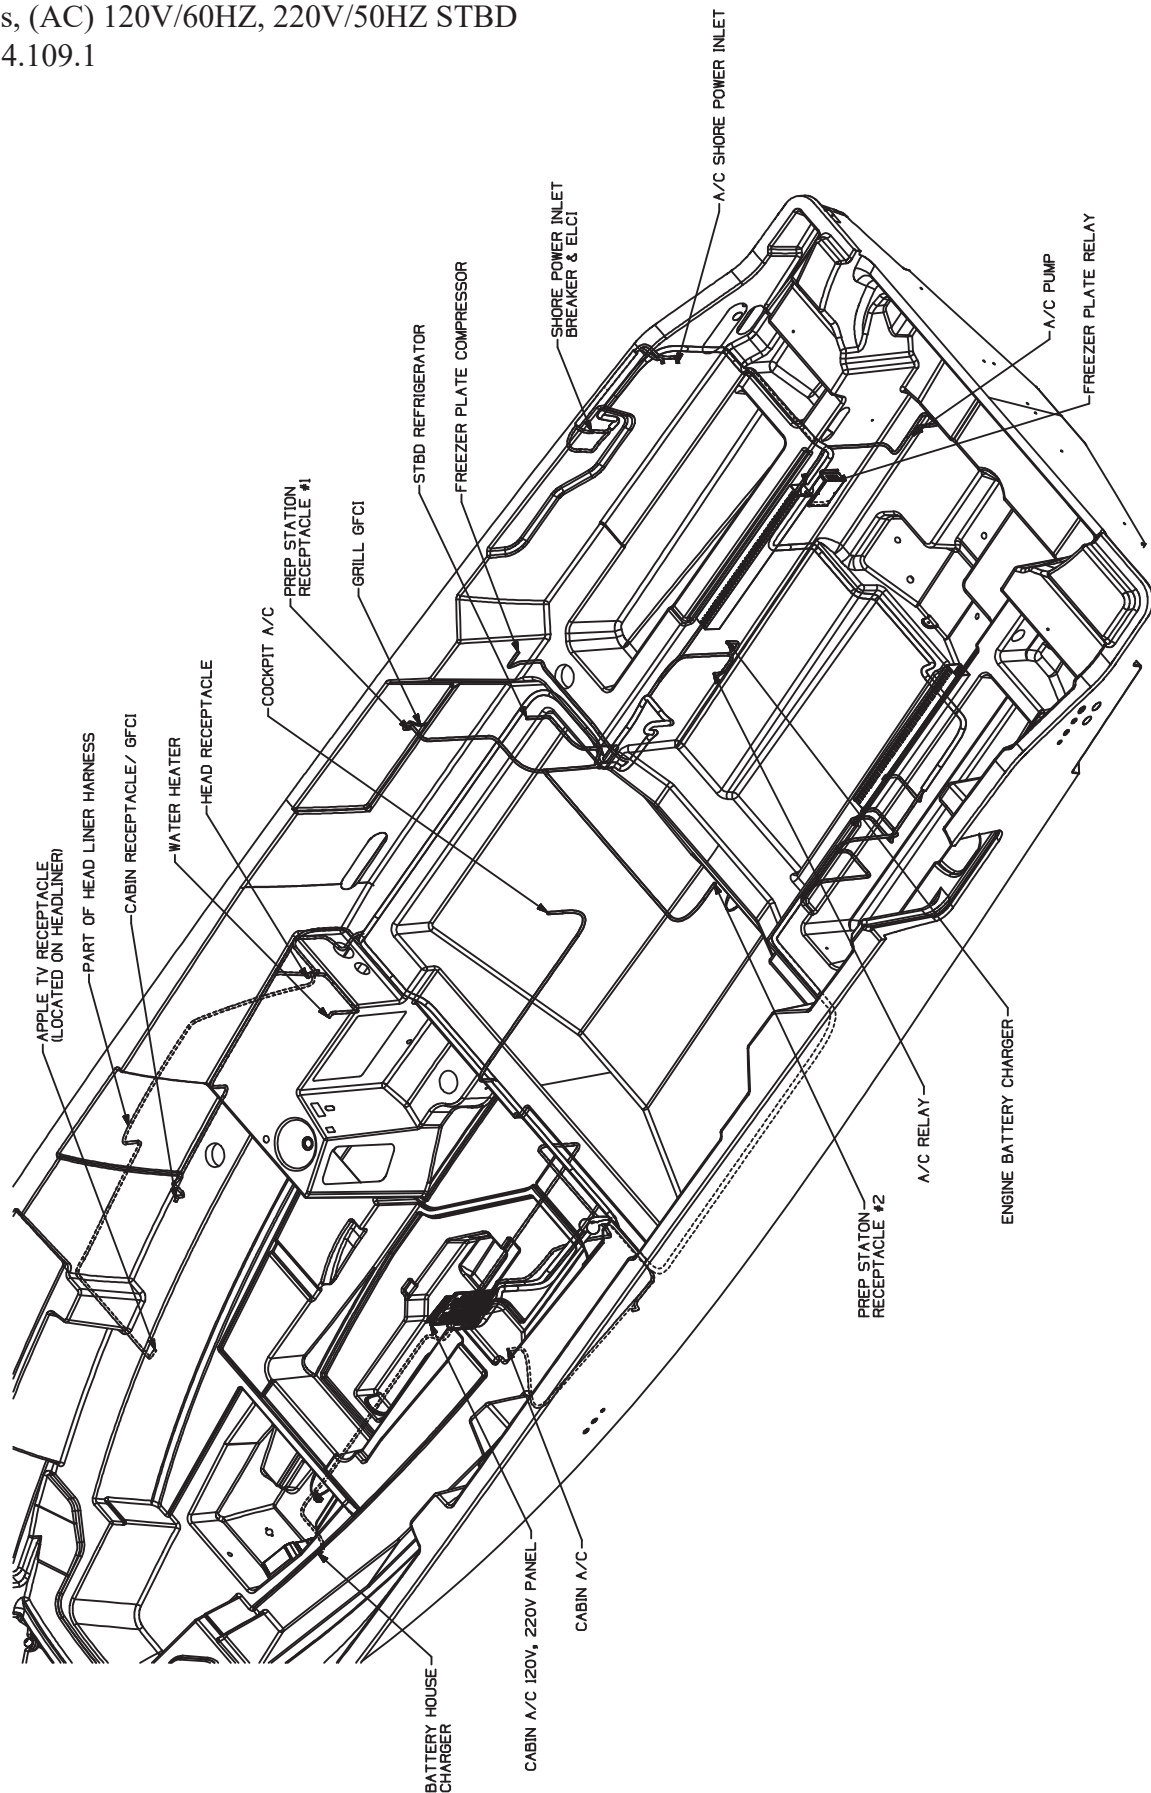 s, (AC) 120V/60HZ, 220V/50HZ STBD
4.109.1
APPLE TV RECEPTACLE
(LOCATED ON HEADLINER)
PART OF HEAD LINER HARNESS
CABIN RECEPTACLE/ GFCI
WATER HEATER
HEAD RECEPTACLE
COCKPIT A/C
PREP STATION
RECEPTACLE #1
GRILL GFCI
STBD REFRIGERATOR
FREEZER PLATE COMPRESSOR
SHORE POWER INLET
BREAKER & ELCI
A/C SHORE POWER INLET
BATTERY HOUSE
CHARGER
CABIN A/C 120V, 220V PANEL
CABIN A/C
PREP STATON
RECEPTACLE #2
A/C RELAY
ENGINE BATTERY CHARGER
A/C PUMP
FREEZER PLATE RELAY